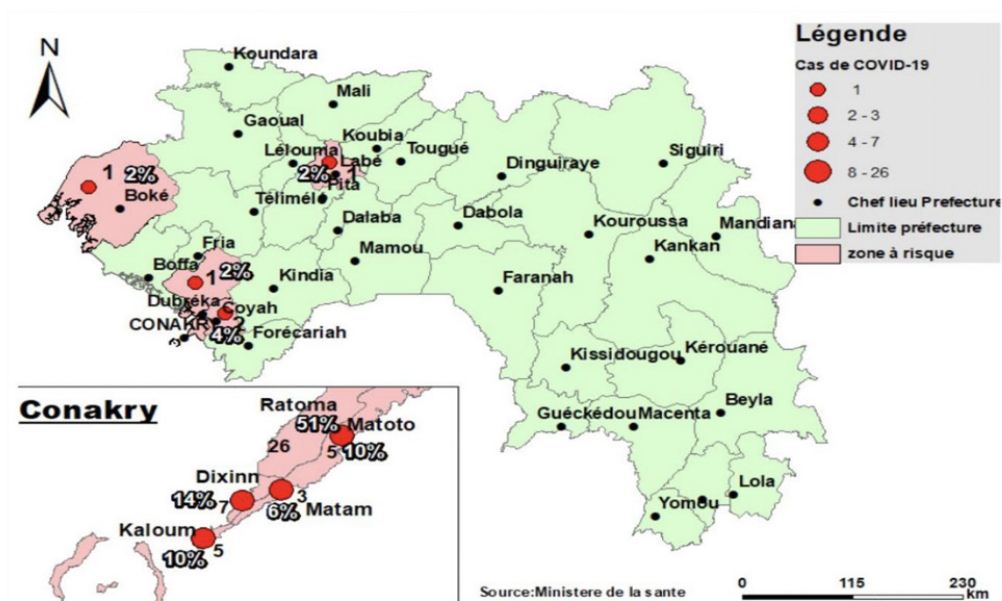 N
Koundara
Mali
Gaoual
Koubia
Lélouma
Labé
Tougué
2%
1
Pita
Dinguiraye
Siguiri
1 2%
Boké
Télimélé
Dalaba
Dabola
Kouroussa
Mandiana
Kankan
Fria
Mamou
Boffa
1 2%
Kindia
Faranah
Dubréka
Coyah
2
CONAKRY
4%
Forécariah
Kissidougou
Kérouané
Guéckédou
Macenta
Beyla
Lola
Yomou
Légende
Cas de COVID-19
1
2 - 3
4 - 7
8 - 26
Chef lieu Prefecture
Limite préfecture
zone à risque
Conakry
Ratoma
51%
Matoto
26
5
10%
Dixinn
14%
7
3
6%
Matam
Kaloum
10%
5
Source:Ministere de la sante
0 115 230
km